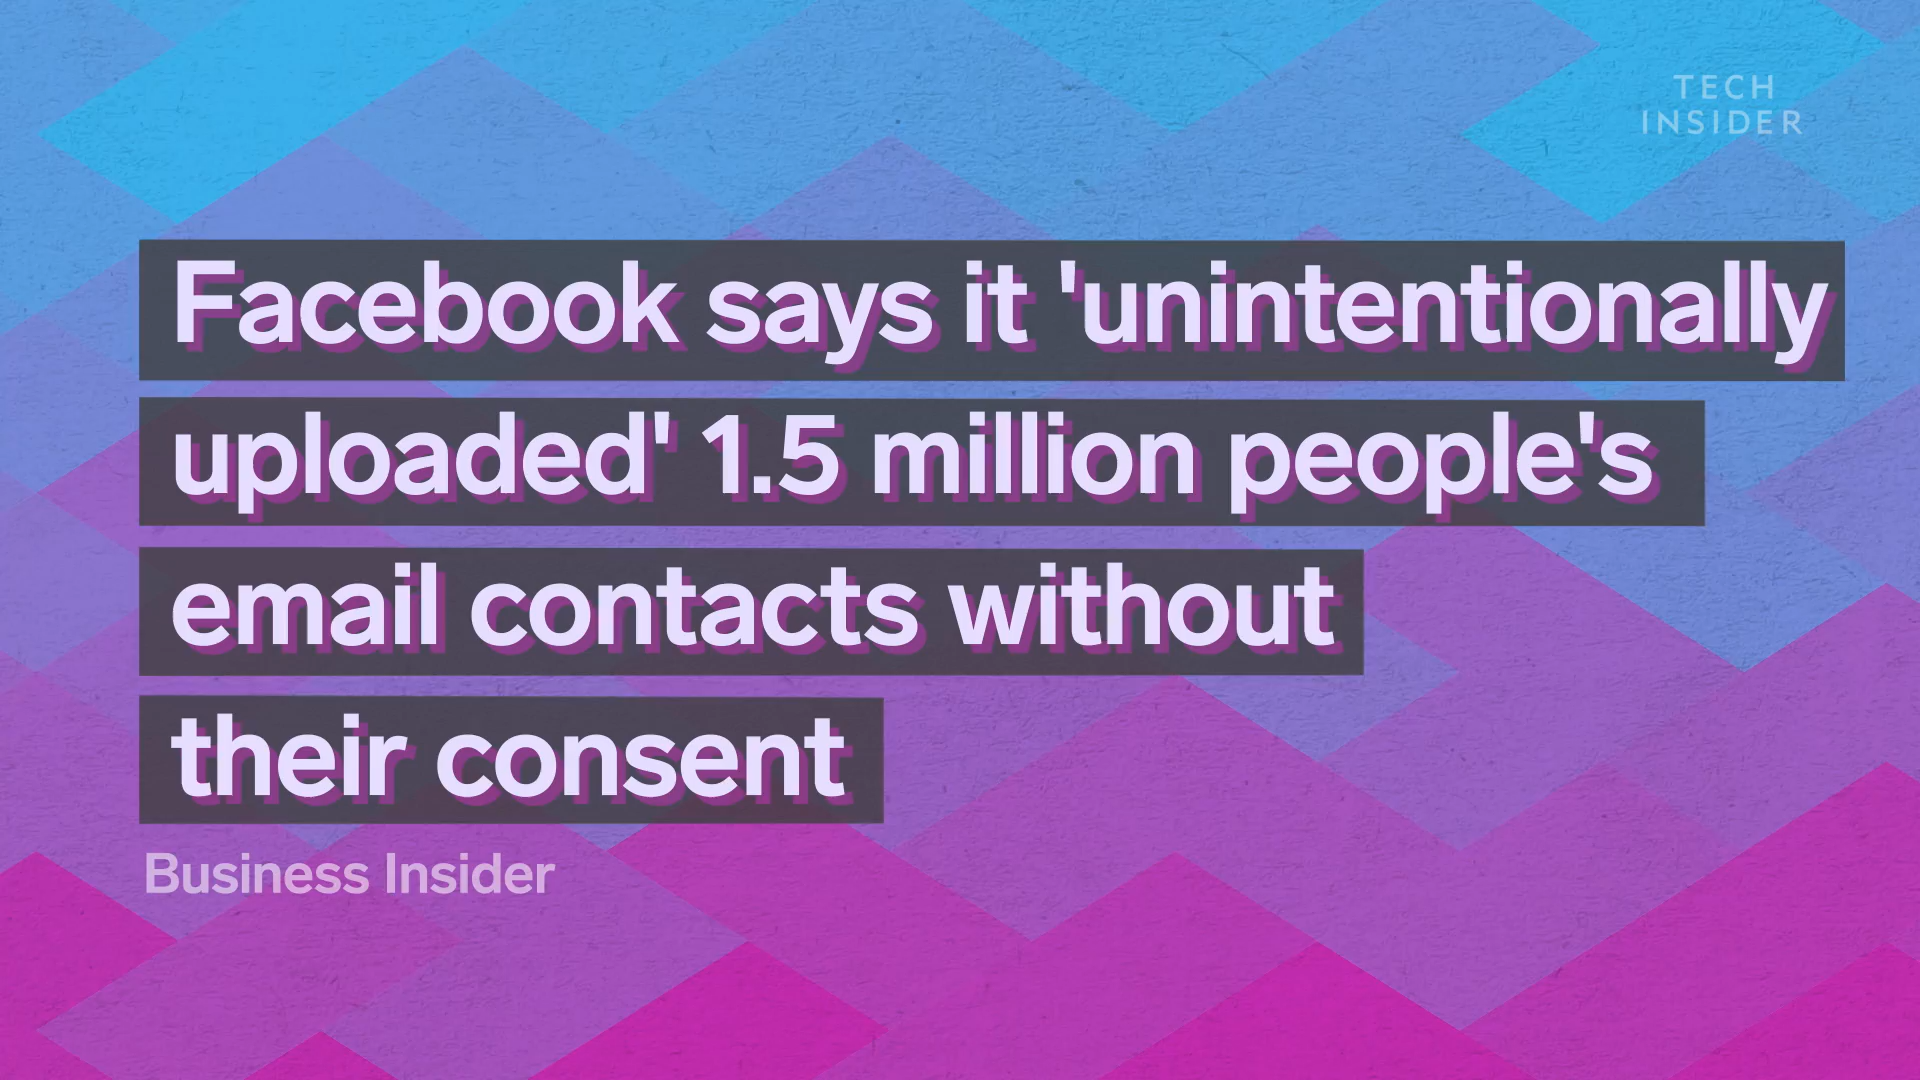 TECH
INSIDER
Facebook says it 'unintentionally
uploaded' 1.5 million people's
email contacts without
their consent
Business Insider